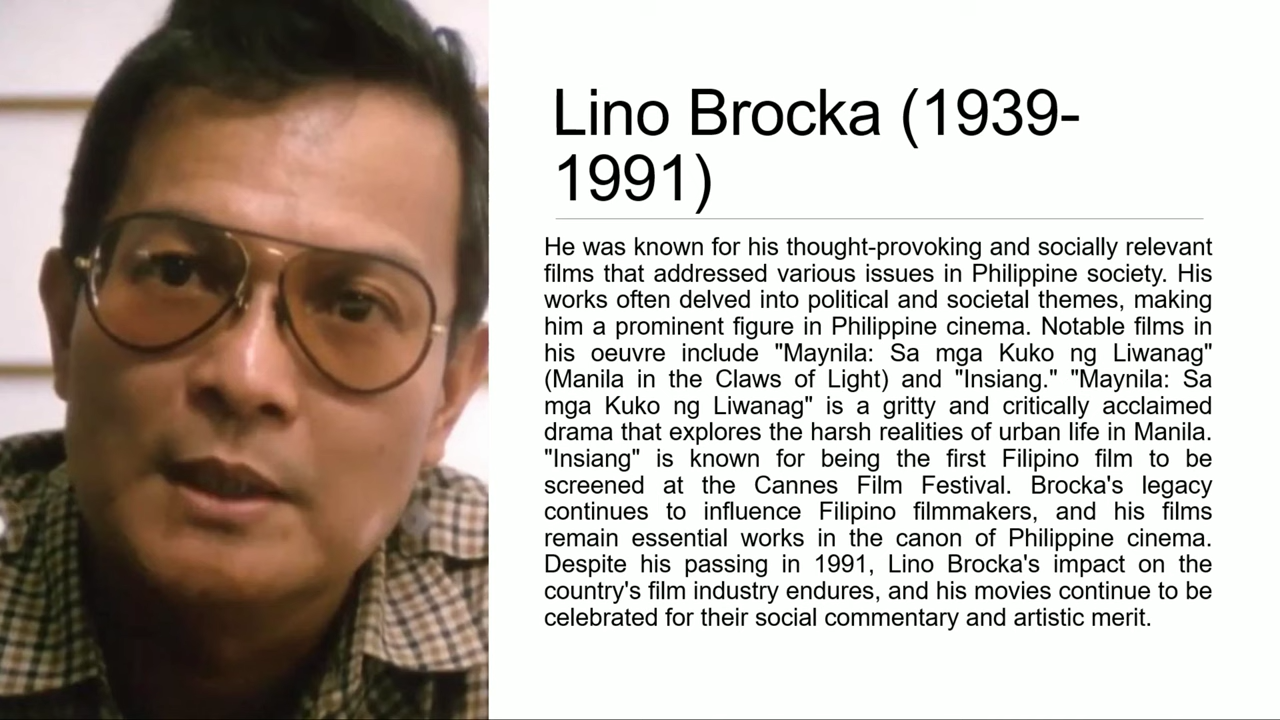 Lino Brocka (1939-
1991)
He was known for his thought-provoking and socially relevant
films that addressed various issues in Philippine society. His
works often delved into political and societal themes, making
him a prominent figure in Philippine cinema. Notable films in
his oeuvre include "Maynila: Sa mga Kuko ng Liwanag"
(Manila in the Claws of Light) and "Insiang." "Maynila: Sa
mga Kuko ng Liwanag" is a gritty and critically acclaimed
drama that explores the harsh realities of urban life in Manila.
"Insiang" is known for being the first Filipino film to be
screened at the Cannes Film Festival. Brocka's legacy
continues to influence Filipino filmmakers, and his films
remain essential works in the canon of Philippine cinema.
Despite his passing in 1991, Lino Brocka's impact on the
country's film industry endures, and his movies continue to be
celebrated for their social commentary and artistic merit.